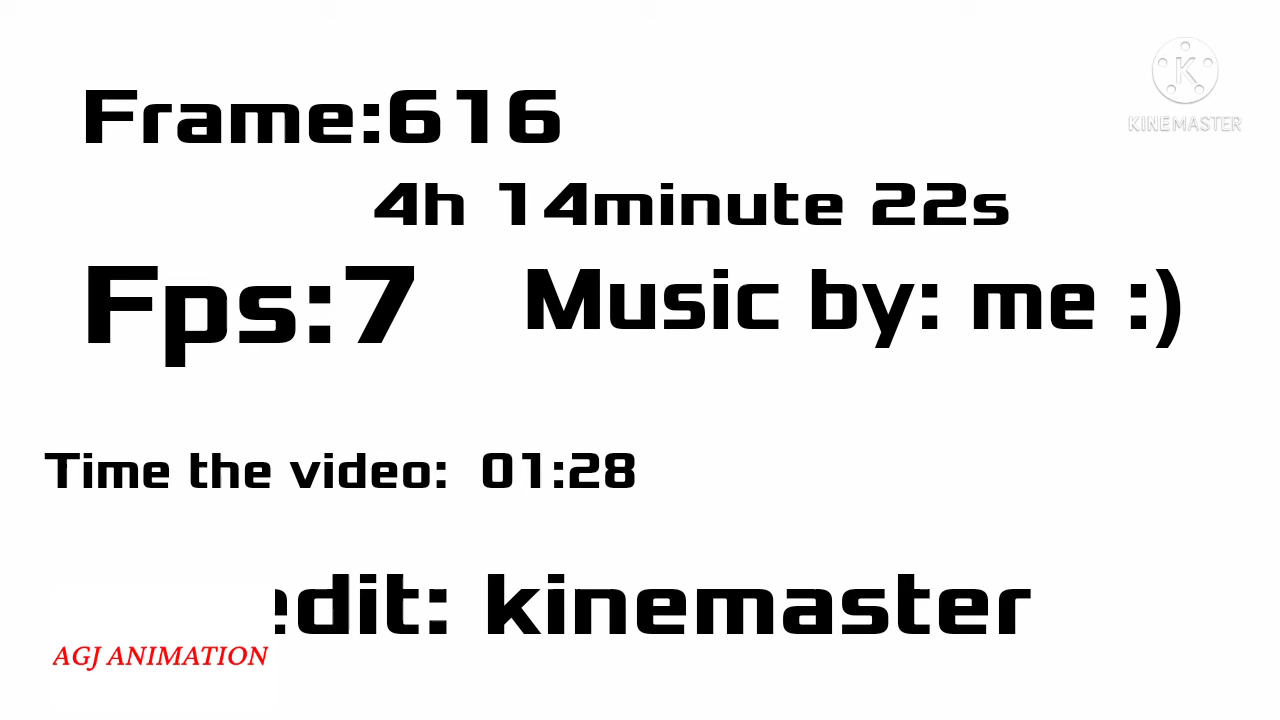 Frame:616
KINEMASTER
4h 14minute 22s
Fps:7
Music by: me :)
Time the video: 01:28
edit: kinemaster
AGJ ANIMATION